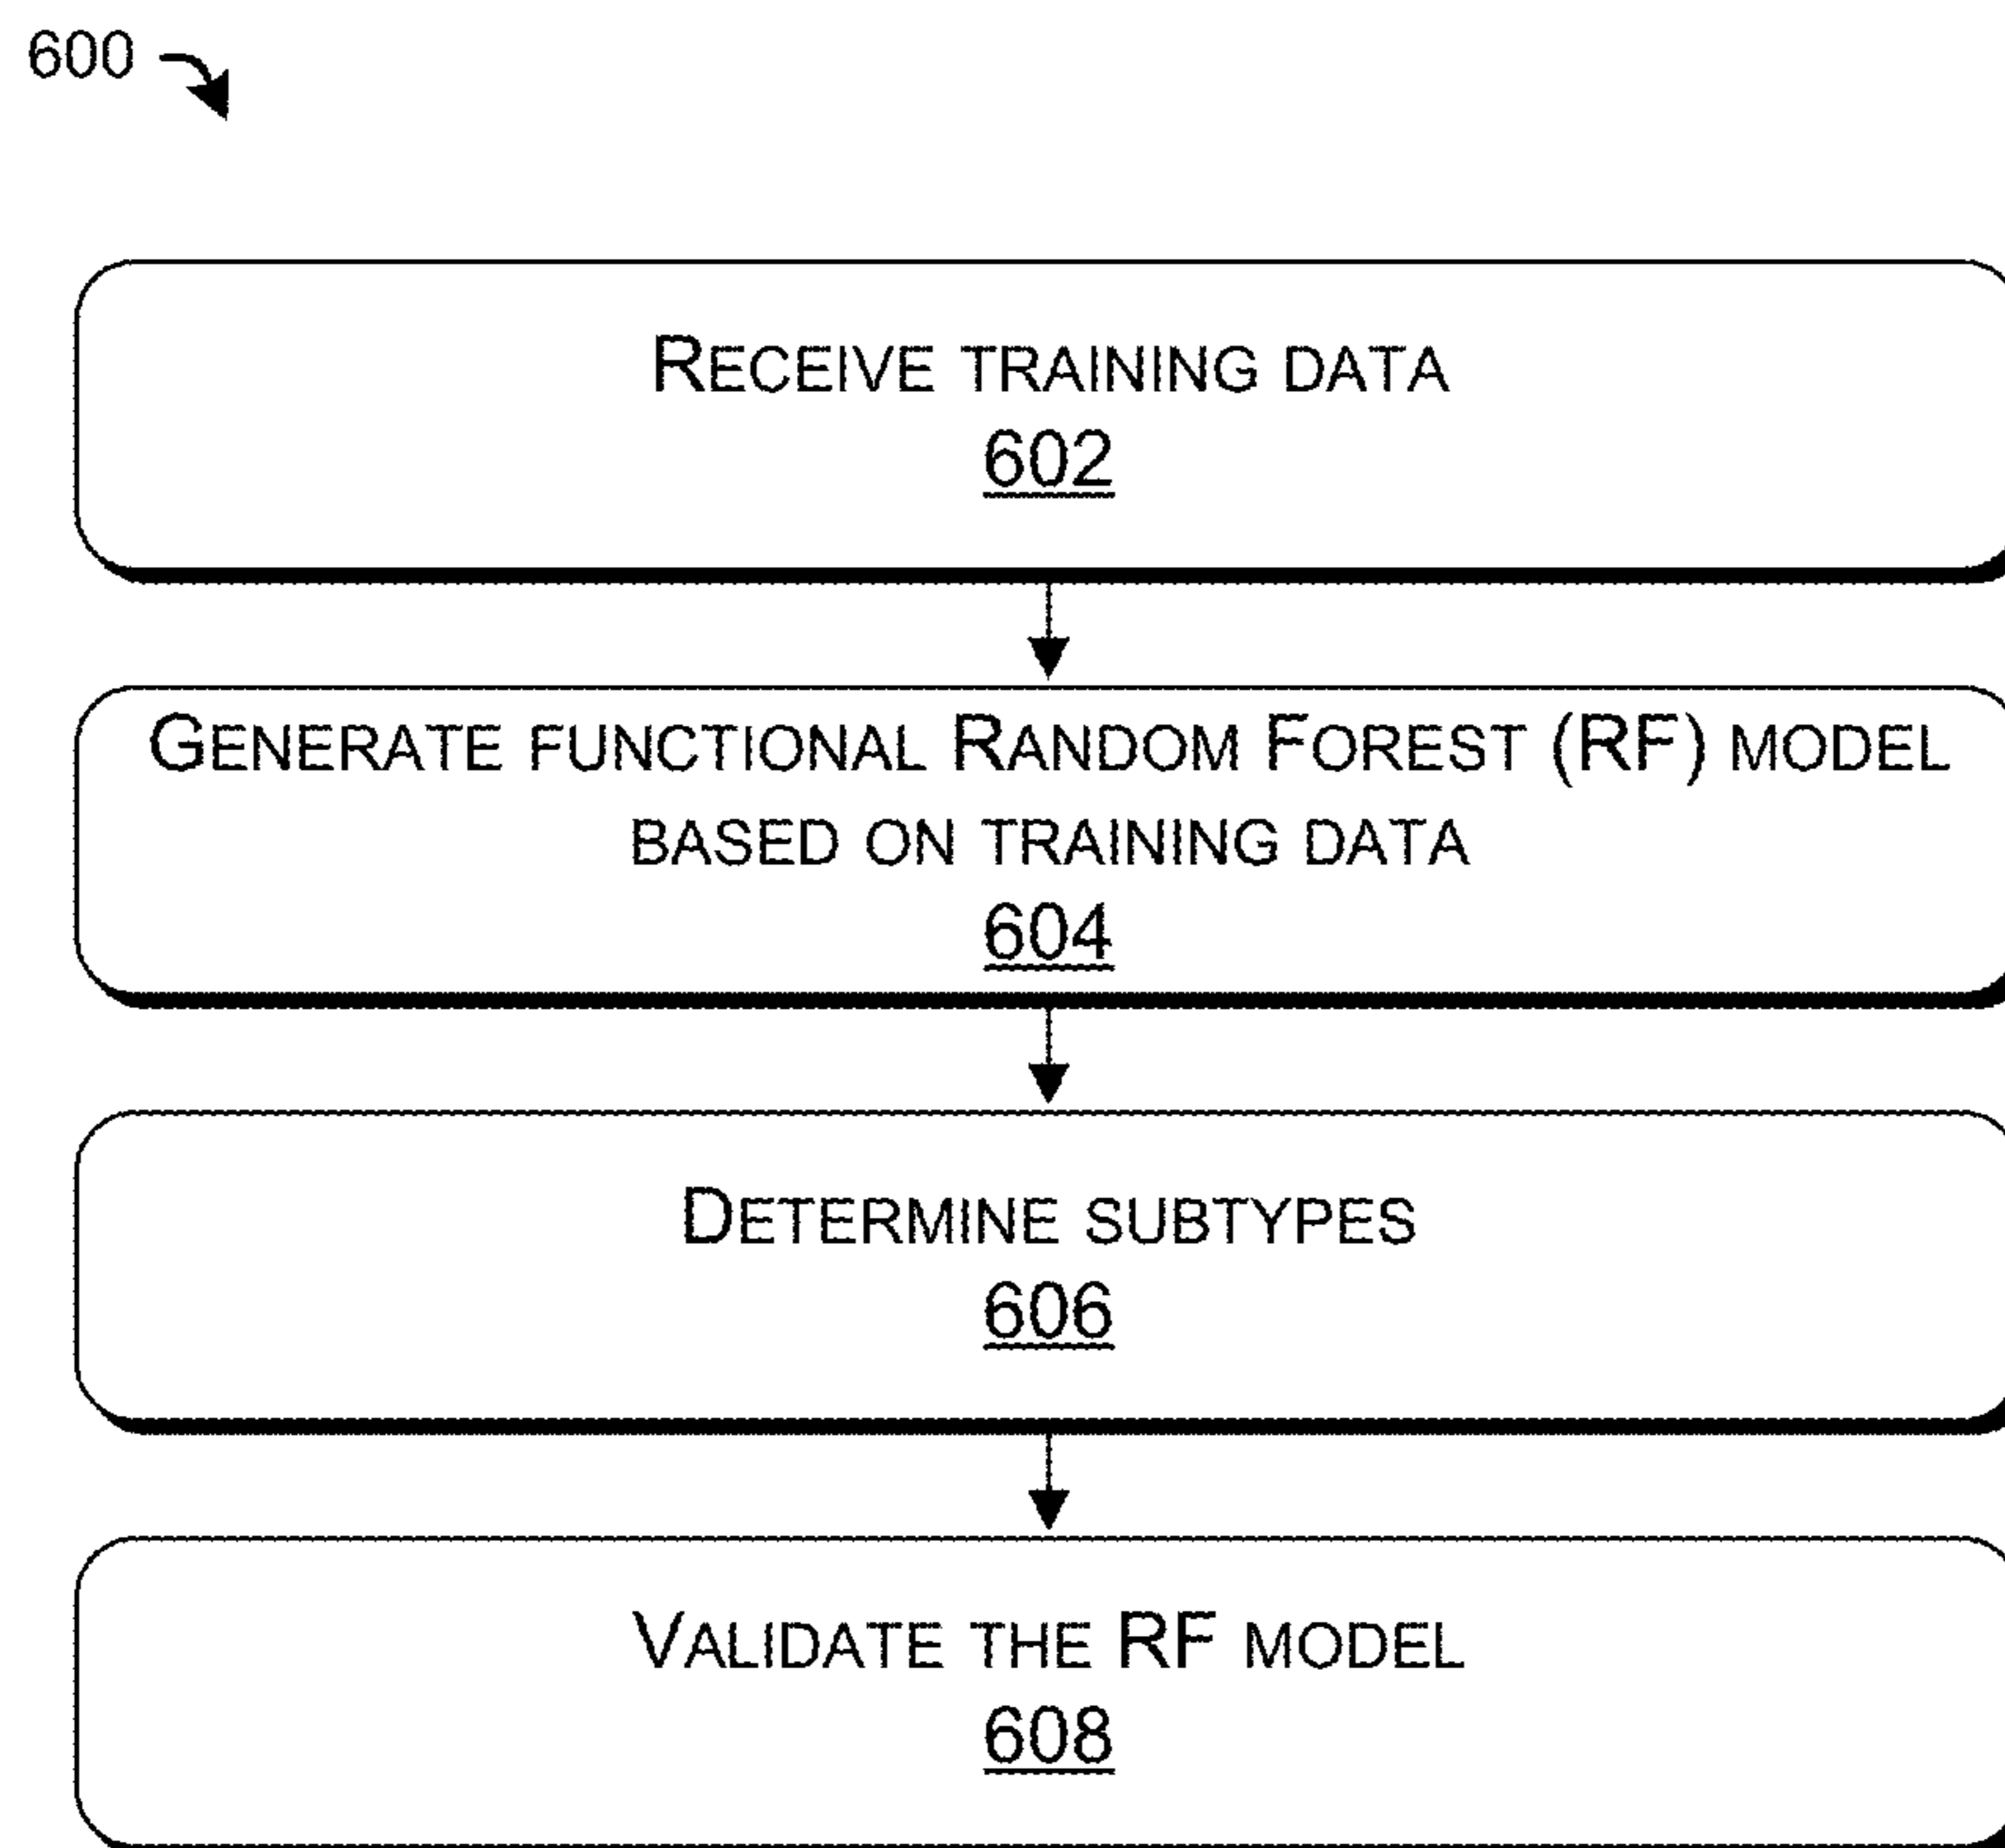 600
RECEIVE TRAINING DATA
602
GENERATE FUNCTIONAL RANDOM FOREST (RF) MODEL
BASED ON TRAINING DATA
604
DETERMINE SUBTYPES
606
VALIDATE THE RF MODEL
608